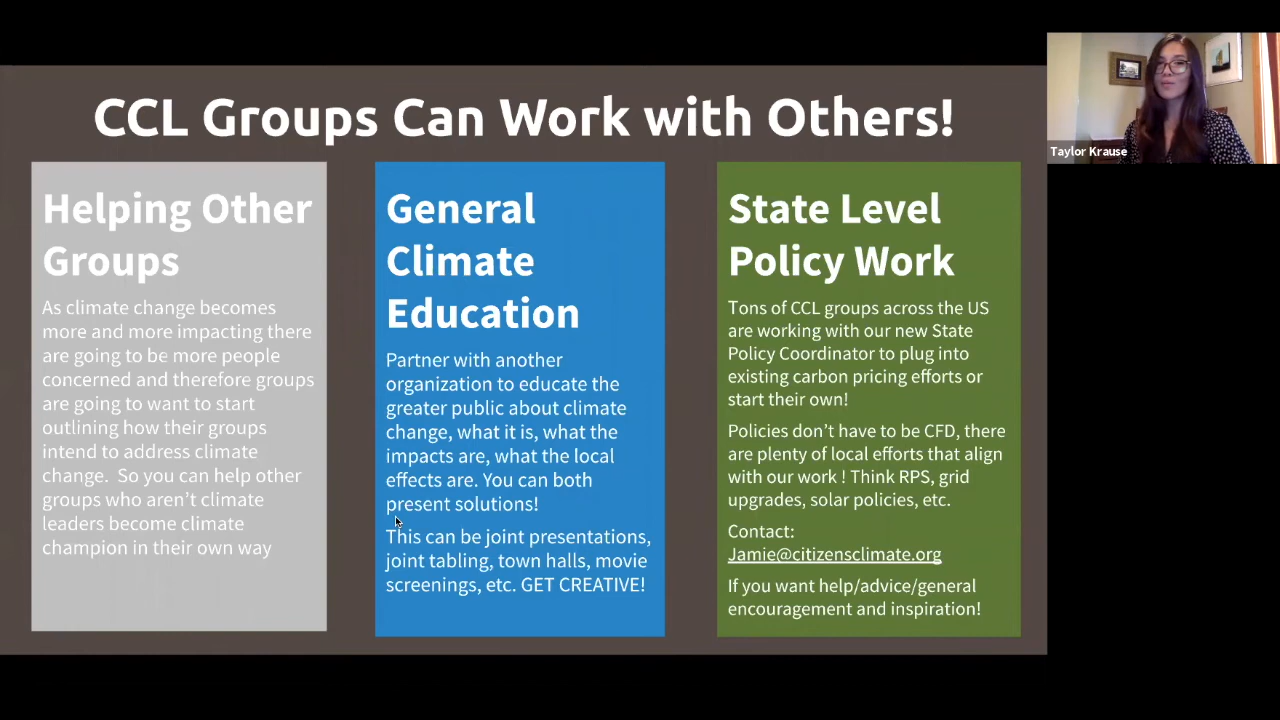 CCL Groups Can Work with Others!
Helping Other
Groups
As climate change becomes
more and more impacting there
are going to be more people
concerned and therefore groups
are going to want to start
outlining how their groups
intend to address climate
change.  So you can help other
groups who aren't climate
leaders become climate
champion in their own way
General
Climate
Education
Partner with another
organization to educate the
greater public about climate
change, what it is, what the
impacts are, what the local
effects are. You can both
present solutions!
This can be joint presentations,
joint tabling, town halls, movie
screenings, etc. GET CREATIVE!
State Level
Policy Work
Tons of CCL groups across the US
are working with our new State
Policy Coordinator to plug into
existing carbon pricing efforts or
start their own!
Policies don't have to be CFD, there
are plenty of local efforts that align
with our work ! Think RPS, grid
upgrades, solar policies, etc.
Contact:
Jamie@citizensclimate.org
If you want help/advice/general
encouragement and inspiration!
Taylor Krause